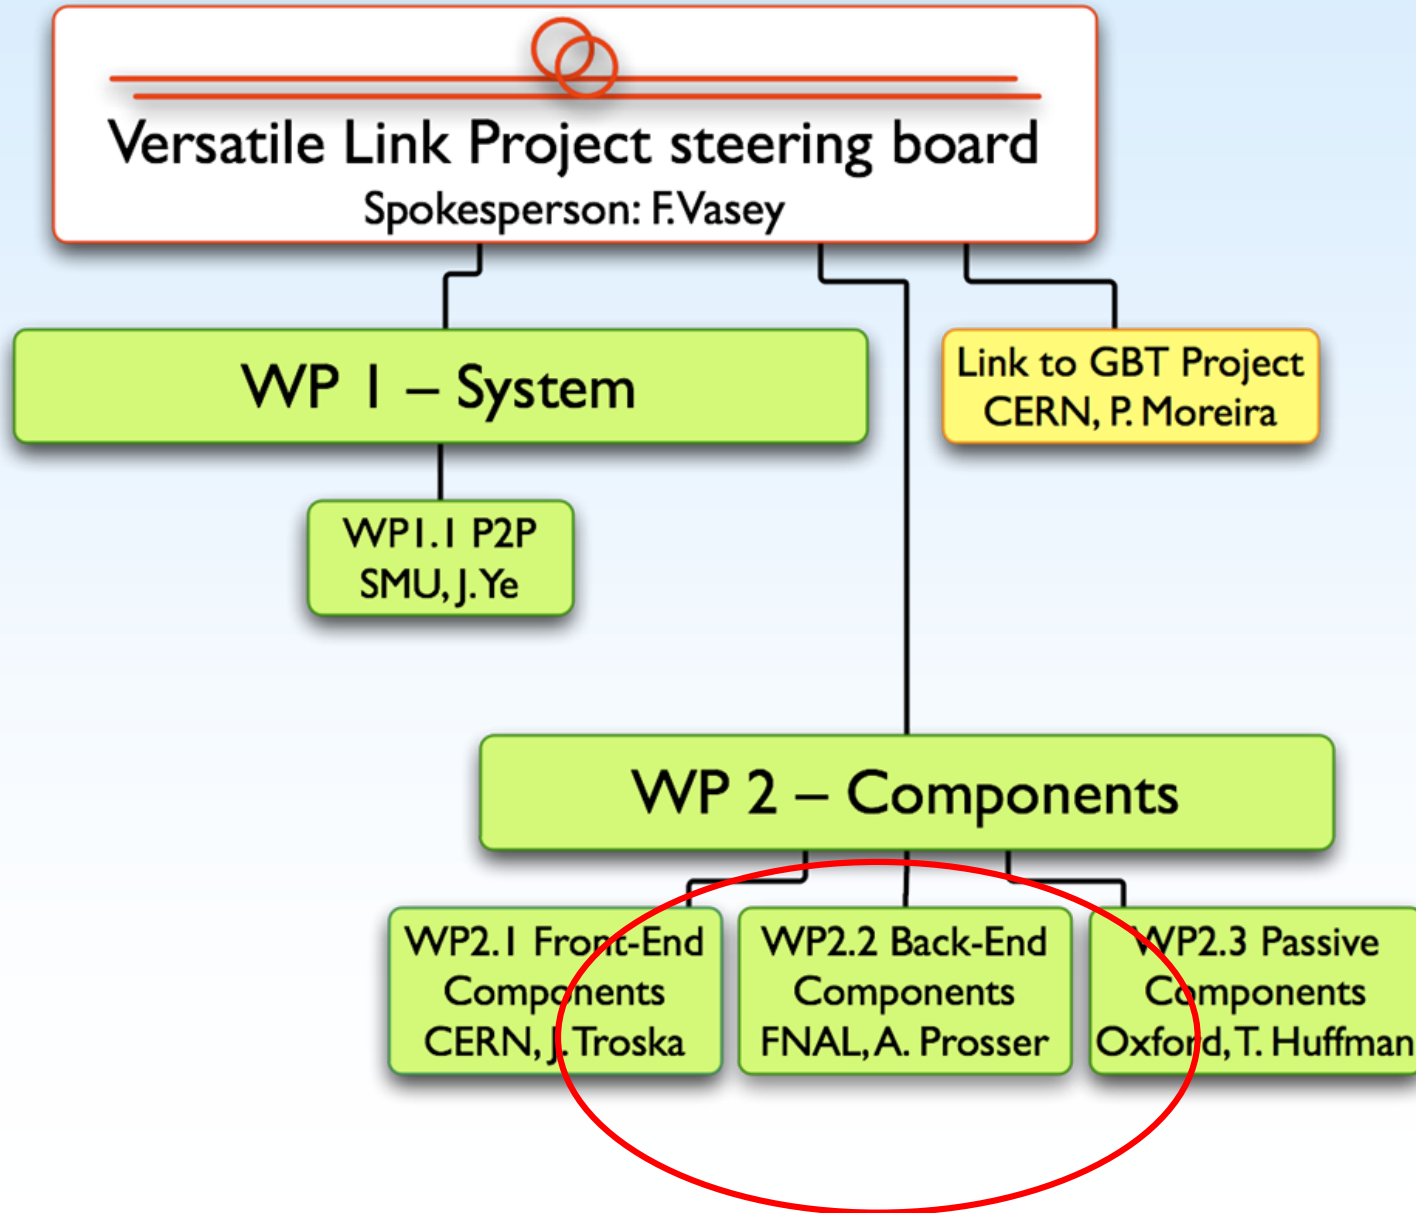 Versatile Link Project steering board
Spokesperson: F. Vasey
WP 1 – System
Link to GBT Project
CERN, P. Moreira
WP1.1 P2P
SMU, J. Ye
WP 2 – Components
WP2.1 Front-End
Components
CERN, J. Troska
WP2.2 Back-End
Components
FNAL, A. Prosser
WP2.3 Passive
Components
Oxford, T. Huffman